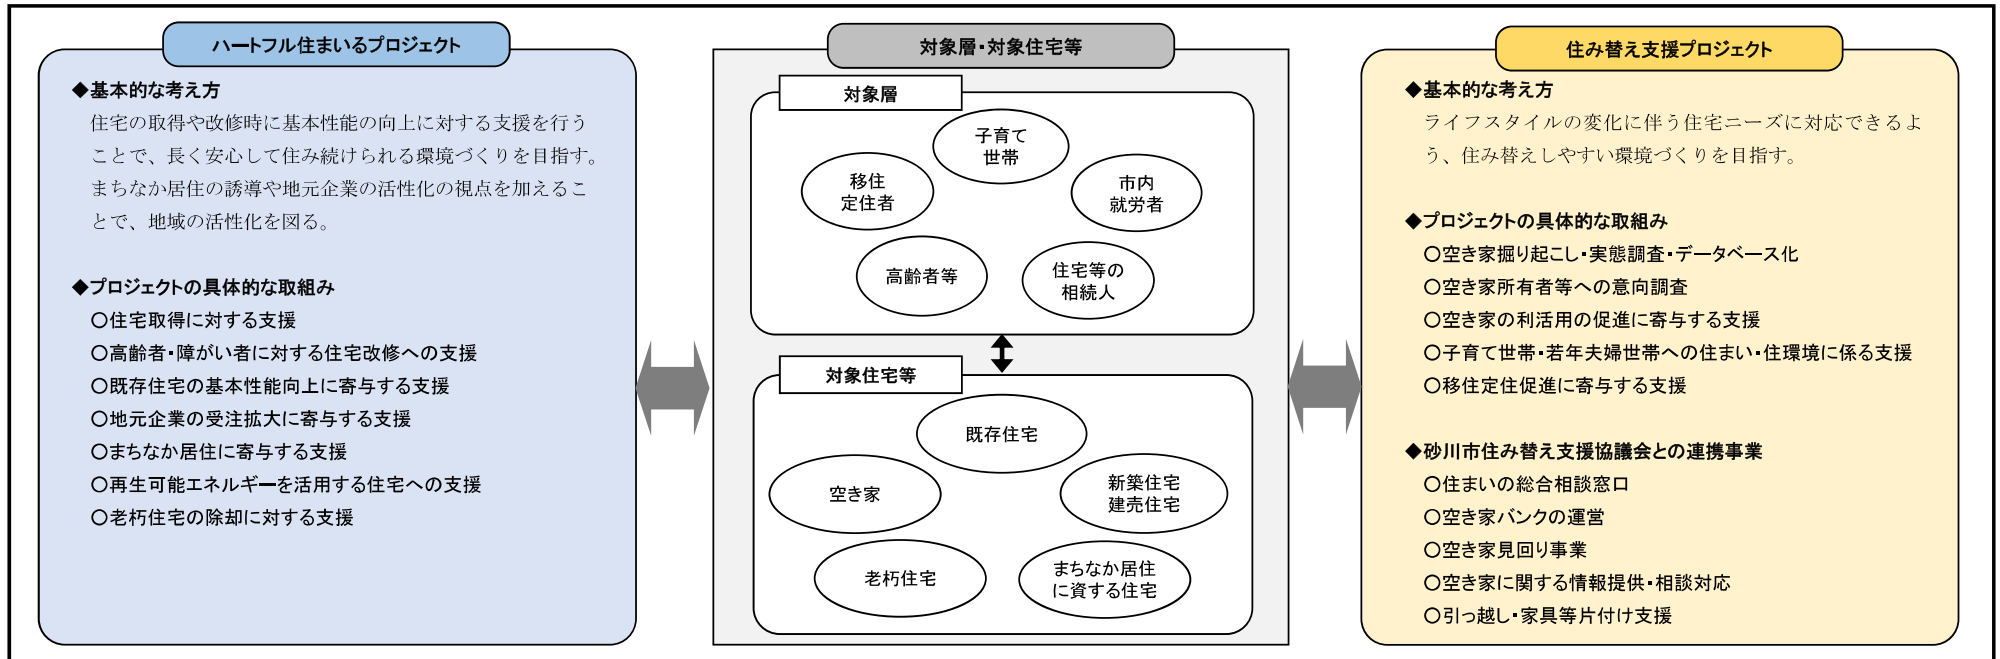 ハートフル住まいるプロジェクト
◆基本的な考え方
住宅の取得や改修時に基本性能の向上に対する支援を行う
ことで、長く安心して住み続けられる環境づくりを目指す。
まちなか居住の誘導や地元企業の活性化の視点を加えるこ
とで、地域の活性化を図る。
◆プロジェクトの具体的な取組み
○住宅取得に対する支援
○高齢者・障がい者に対する住宅改修への支援
○既存住宅の基本性能向上に寄与する支援
○地元企業の受注拡大に寄与する支援
○まちなか居住に寄与する支援
○再生可能エネルギーを活用する住宅への支援
○老朽住宅の除却に対する支援
対象層・対象住宅等
対象層
子育て
世帯
移住
定住者
市内
就労者
高齢者等
住宅等の
相続人
対象住宅等
既存住宅
空き家
新築住宅
建売住宅
老朽住宅
まちなか居住
に資する住宅
住み替え支援プロジェクト
◆基本的な考え方
ライフスタイルの変化に伴う住宅ニーズに対応できるよ
う、住み替えしやすい環境づくりを目指す。
◆プロジェクトの具体的な取組み
○空き家掘り起こし・実態調査・データベース化
○空き家所有者等への意向調査
○空き家の利活用の促進に寄与する支援
○子育て世帯・若年夫婦世帯への住まい・住環境に係る支援
○移住定住促進に寄与する支援
◆砂川市住み替え支援協議会との連携事業
○住まいの総合相談窓口
○空き家バンクの運営
○空き家見回り事業
○空き家に関する情報提供・相談対応
○引っ越し・家具等片付け支援